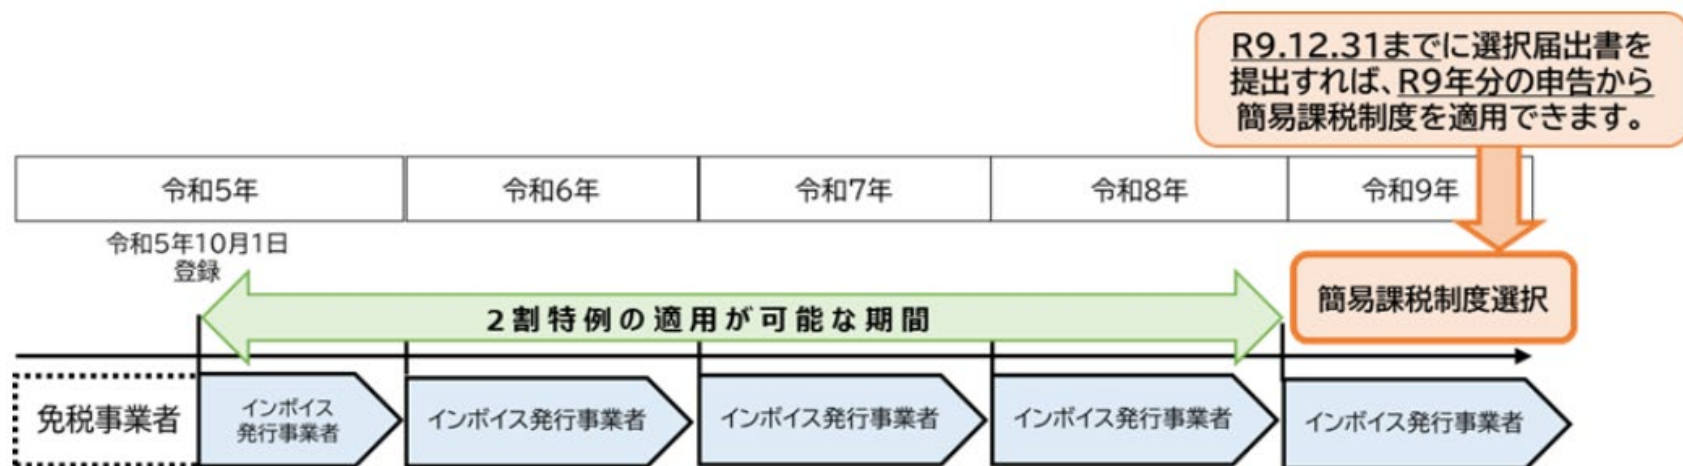 R9.12.31までに選択届出書を
提出すれば、R9年分の申告から
簡易課税制度を適用できます。
令和5年
令和6年
令和7年
令和8年
令和9年
令和5年10月1日
登録
2割特例の適用が可能な期間
簡易課税制度選択
免税事業者
インボイス
発行事業者
インボイス発行事業者
インボイス発行事業者
インボイス発行事業者
インボイス発行事業者